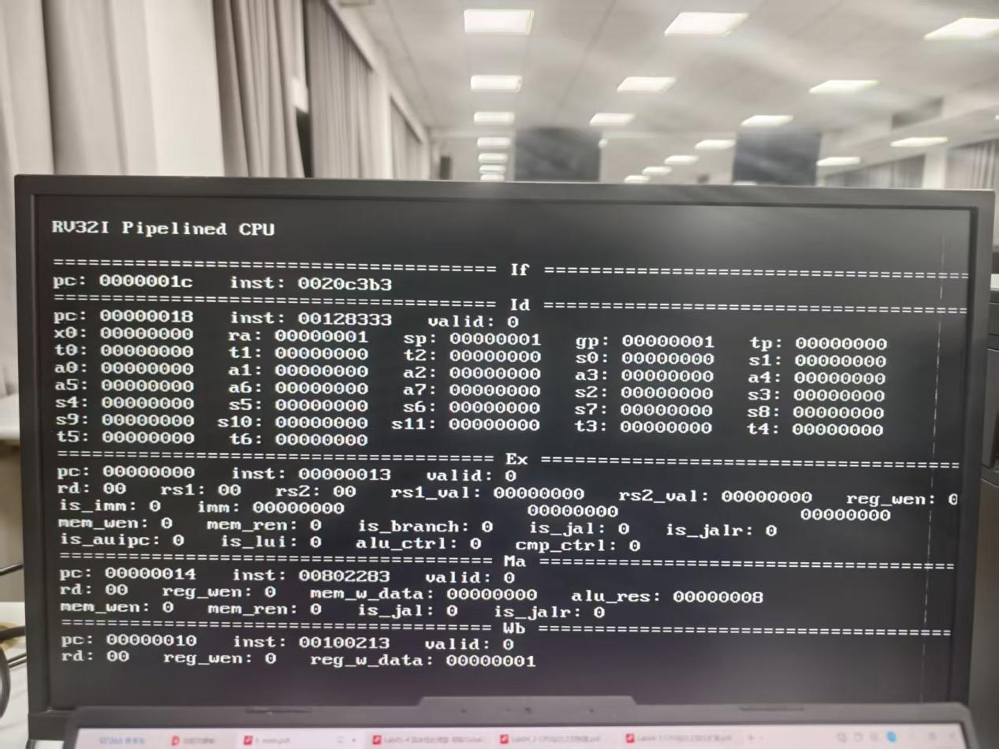 RV32I Pipelined CPU
====================================== If ====================================
pc: 0000001c inst: 0020c3b3
====================================== Id ====================================
pc: 00000018 inst: 00128333 valid: 0
x0: 00000000 ra: 00000001 sp: 00000001 gp: 00000001 tp: 00000000
t0: 00000000 t1: 00000000 t2: 00000000 s0: 00000000 s1: 00000000
a0: 00000000 a1: 00000000 a2: 00000000 a3: 00000000 a4: 00000000
a5: 00000000 a6: 00000000 a7: 00000000 s2: 00000000 s3: 00000000
s4: 00000000 s5: 00000000 s6: 00000000 s7: 00000000 s8: 00000000
s9: 00000000 s10: 00000000 s11: 00000000 t3: 00000000 t4: 00000000
t5: 00000000 t6: 00000000
====================================== Ex ====================================
pc: 00000000 inst: 00000013 valid: 0
rd: 00 rs1: 00 rs2: 00 rs1_val: 00000000 rs2_val: 00000000 reg_wen: 0
is_imm: 0 imm: 00000000 00000000 00000000
mem_wen: 0 mem_ren: 0 is_branch: 0 is_jal: 0 is_jalr: 0
is_auipc: 0 is_lui: 0 alu_ctrl: 0 cmp_ctrl: 0
====================================== Ma ====================================
pc: 00000014 inst: 00802283 valid: 0
rd: 00 reg_wen: 0 mem_w_data: 00000000 alu_res: 00000008
mem_wen: 0 mem_ren: 0 is_jal: 0 is_jalr: 0
====================================== Wb ====================================
pc: 00000010 inst: 00100213 valid: 0
rd: 00 reg_wen: 0 reg_w_data: 00000001